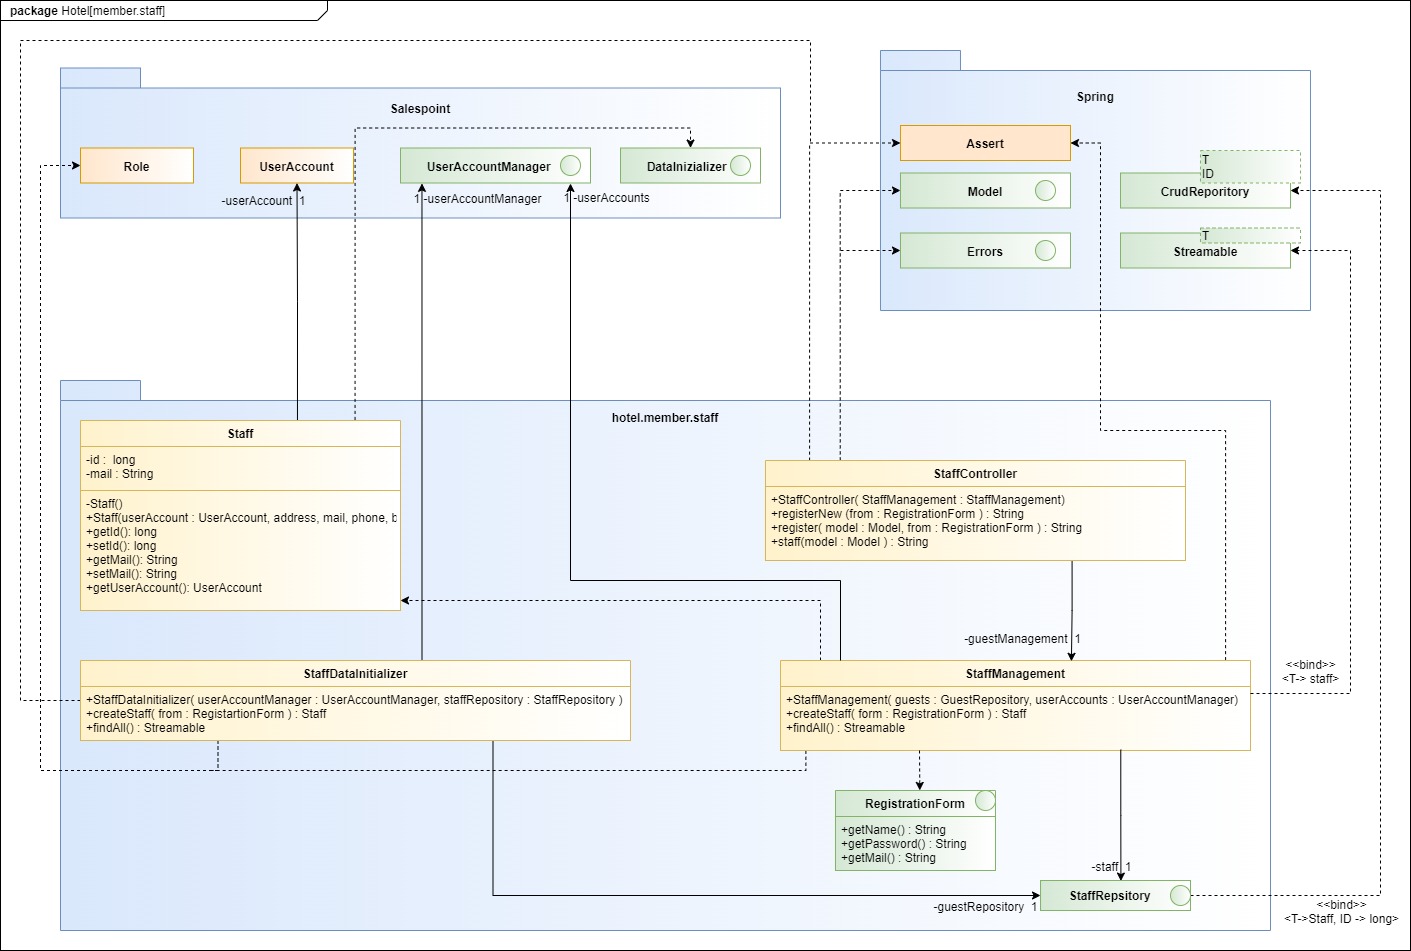 package Hotel[member.staff]
Salespoint
Role
UserAccount
UserAccountManager
DataInizializer
-userAccount 1
1 -userAccountManager
1 -userAccounts
Spring
Assert
Model
Errors
T
ID
CrudReporitory
T
Streamable
hotel.member.staff
Staff
-id : long
-mail : String
-Staff()
+Staff(userAccount : UserAccount, address, mail, phone, b
+getId(): long
+setId(): long
+getMail(): String
+setMail(): String
+getUserAccount(): UserAccount
StaffController
+StaffController( StaffManagement : StaffManagement)
+registerNew (from : RegistrationForm ) : String
+register( model : Model, from : RegistrationForm ) : String
+staff(model : Model ) : String
-guestManagement 1
StaffDataInitializer
+StaffDataInitializer( userAccountManager : UserAccountManager, staffRepository : StaffRepository )
+createStaff( from : RegistartionForm ) : Staff
+findAll() : Streamable
StaffManagement
+StaffManagement( guests : GuestRepository, userAccounts : UserAccountManager)
+createStaff( form : RegistrationForm ) : Staff
+findAll() : Streamable
<<bind>>
<T-> staff>
RegistrationForm
+getName() : String
+getPassword() : String
+getMail() : String
-staff 1
StaffRepsitory
-guestRepository 1
<<bind>>
<T->Staff, ID -> long>